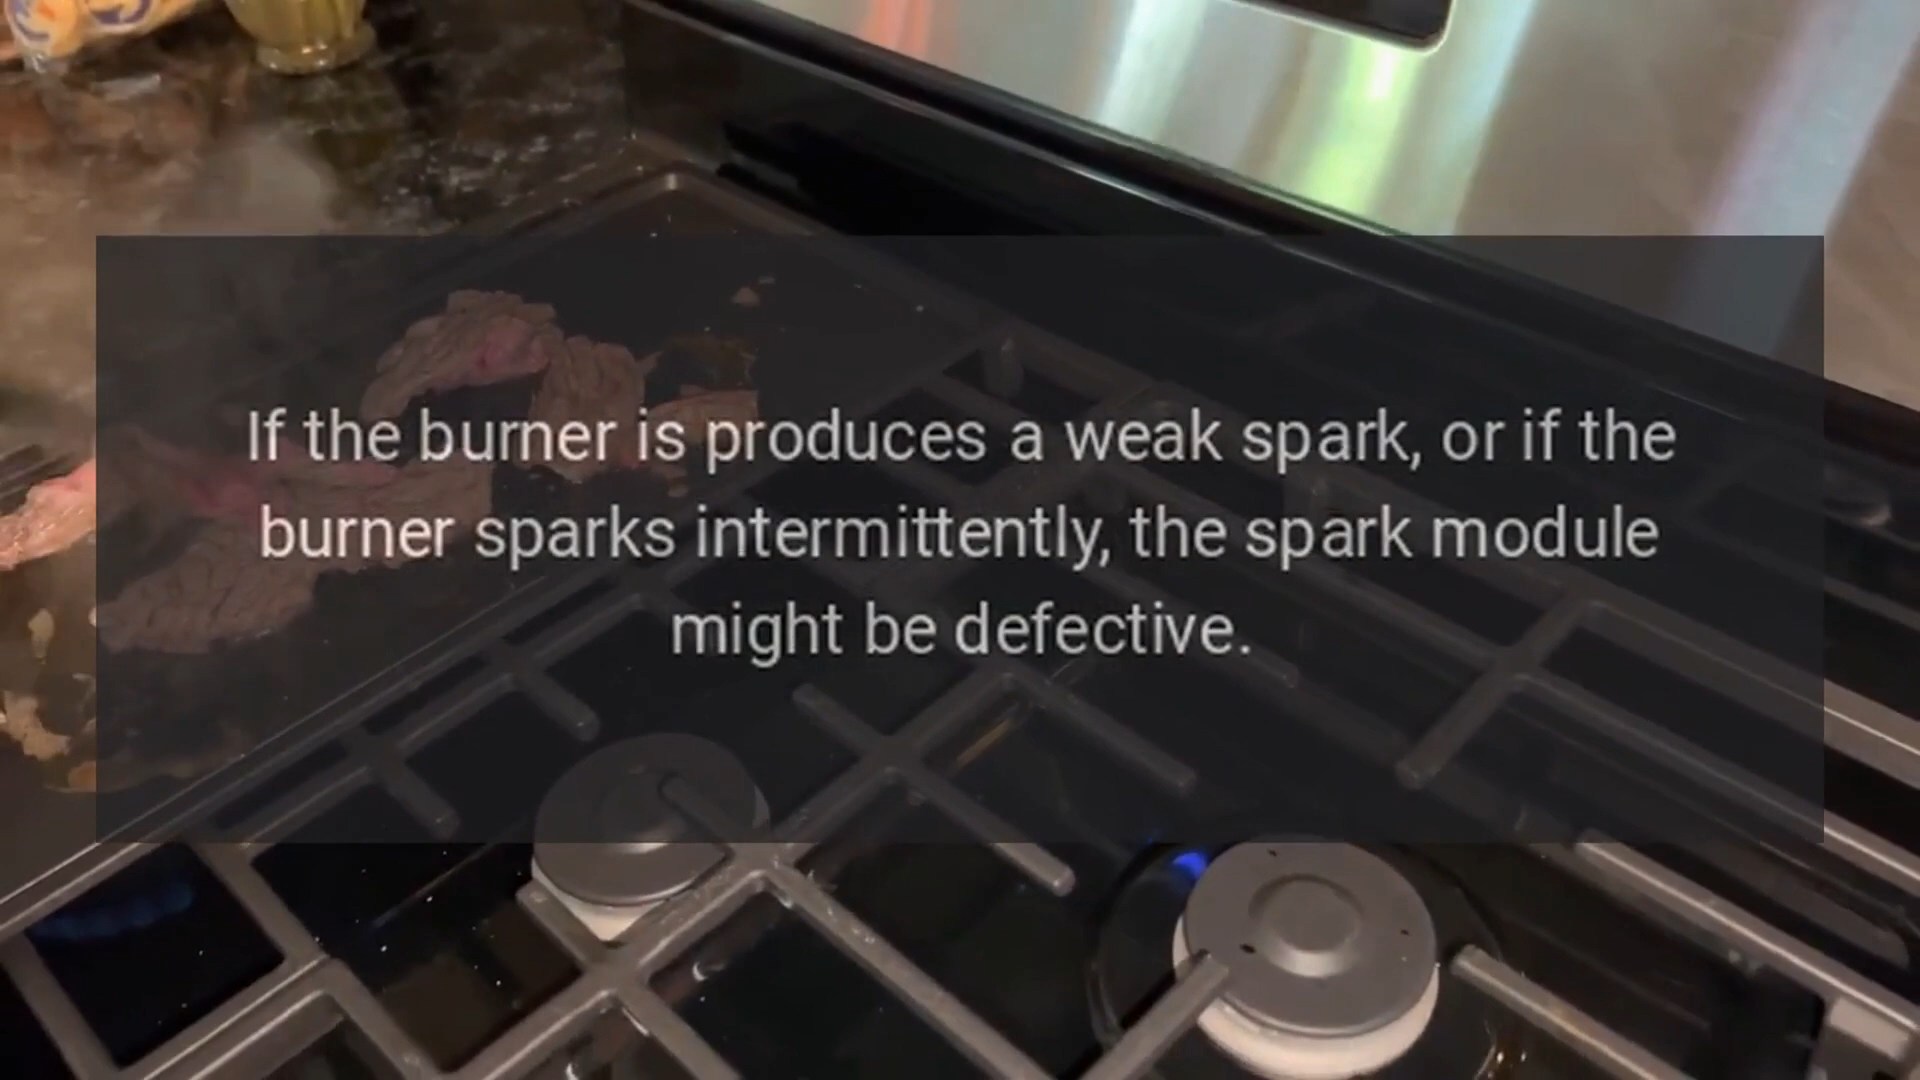 If the burner is produces a weak spark, or if the
burner sparks intermittently, the spark module
might be defective.